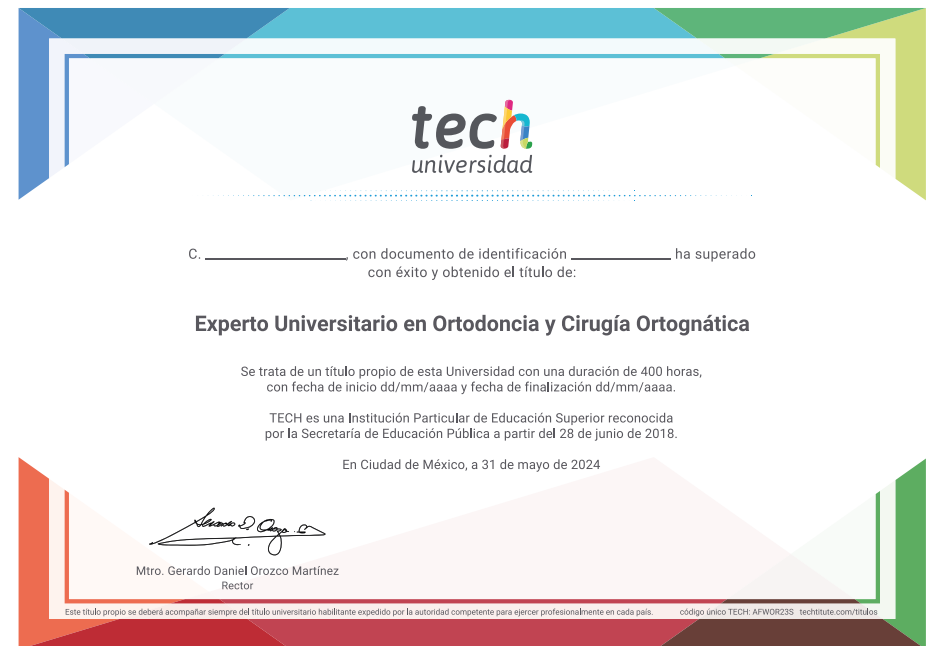 tech
universidad
C. __________________, con documento de identificación _____________ ha superado
con éxito y obtenido el título de:
Experto Universitario en Ortodoncia y Cirugía Ortognática
Se trata de un título propio de esta Universidad con una duración de 400 horas,
con fecha de inicio dd/mm/aaaa y fecha de finalización dd/mm/aaaa.
TECH es una Institución Particular de Educación Superior reconocida
por la Secretaría de Educación Pública a partir del 28 de junio de 2018.
En Ciudad de México, a 31 de mayo de 2024
Mtro. Gerardo Daniel Orozco Martínez
Rector
Este título propio se deberá acompañar siempre del título universitario habilitante expedido por la autoridad competente para ejercer profesionalmente en cada país. código único TECH: AFWOR23S techtitute.com/titulos